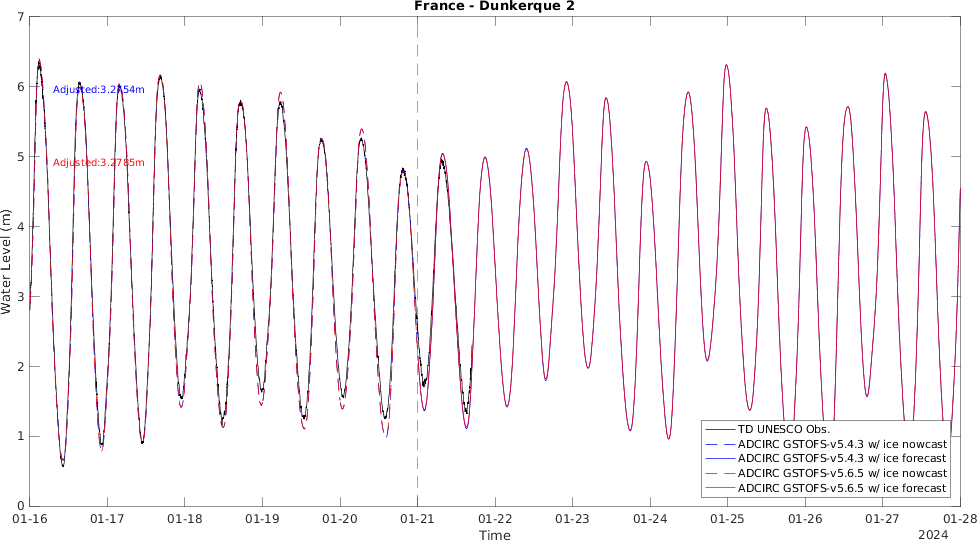 France - Dunkerque 2
7
6
5
4
3
2
1
0
Water Level (m)
Adjusted:3.2754m
Adjusted:3.2785m
TD UNESCO Obs.
ADCIRC GSTOFS-v5.4.3 w/ ice nowcast
ADCIRC GSTOFS-v5.4.3 w/ ice forecast
ADCIRC GSTOFS-v5.6.5 w/ ice nowcast
ADCIRC GSTOFS-v5.6.5 w/ ice forecast
01-16 01-17 01-18 01-19 01-20 01-21 01-22 01-23 01-24 01-25 01-26 01-27 01-28
Time
2024